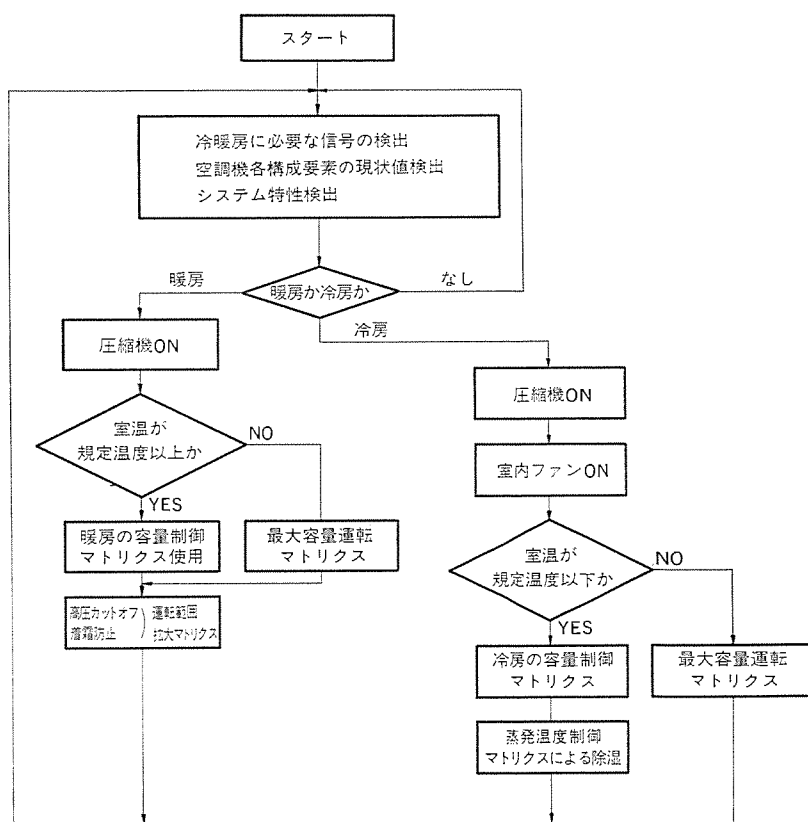 スタート
冷暖房に必要な信号の検出
空調機各構成要素の現状値検出
システム特性検出
暖房か冷房か
暖房
なし
冷房
圧縮機ON
室温が
規定温度以上か
NO
YES
暖房の容量制御
マトリクス使用
最大容量運転
マトリクス
高圧カットオフ
着霜防止
運転範囲
拡大マトリクス
圧縮機ON
室内ファンON
室温が
規定温度以下か
NO
YES
冷房の容量制御
マトリクス
最大容量運転
マトリクス
蒸発温度制御
マトリクスによる除湿